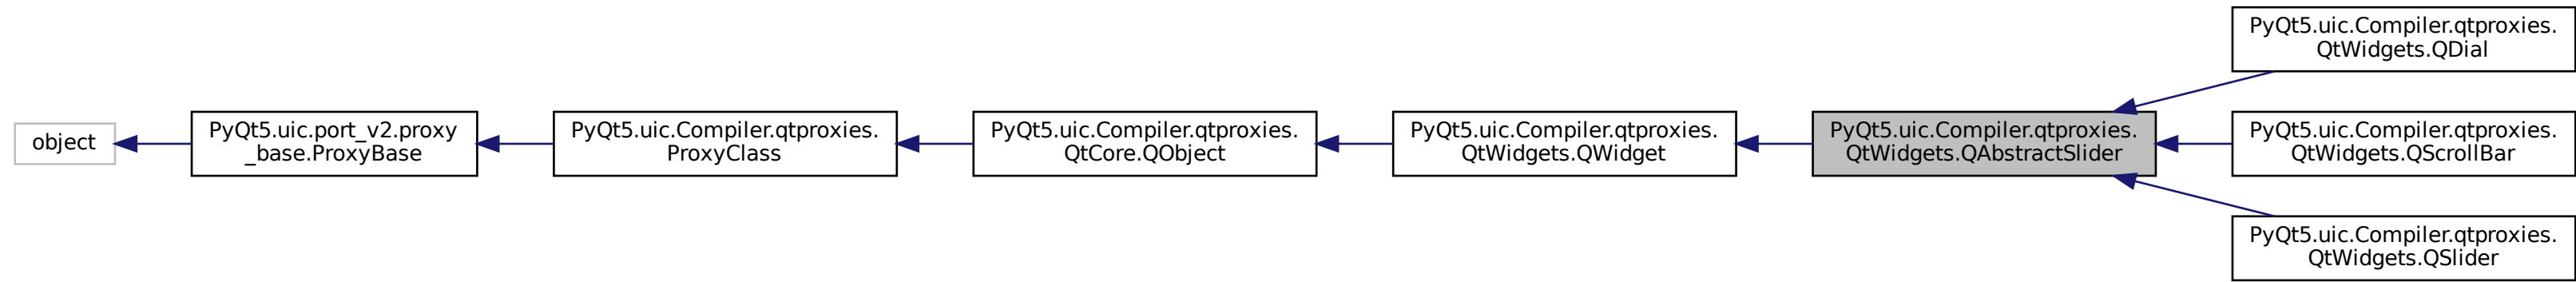 object
PyQt5.uic.port_v2.proxy
_base.ProxyBase
PyQt5.uic.Compiler.qtproxies.
ProxyClass
PyQt5.uic.Compiler.qtproxies.
QtCore.QObject
PyQt5.uic.Compiler.qtproxies.
QtWidgets.QWidget
PyQt5.uic.Compiler.qtproxies.
QtWidgets.QAbstractSlider
PyQt5.uic.Compiler.qtproxies.
QtWidgets.QDial
PyQt5.uic.Compiler.qtproxies.
QtWidgets.QScrollBar
PyQt5.uic.Compiler.qtproxies.
QtWidgets.QSlider